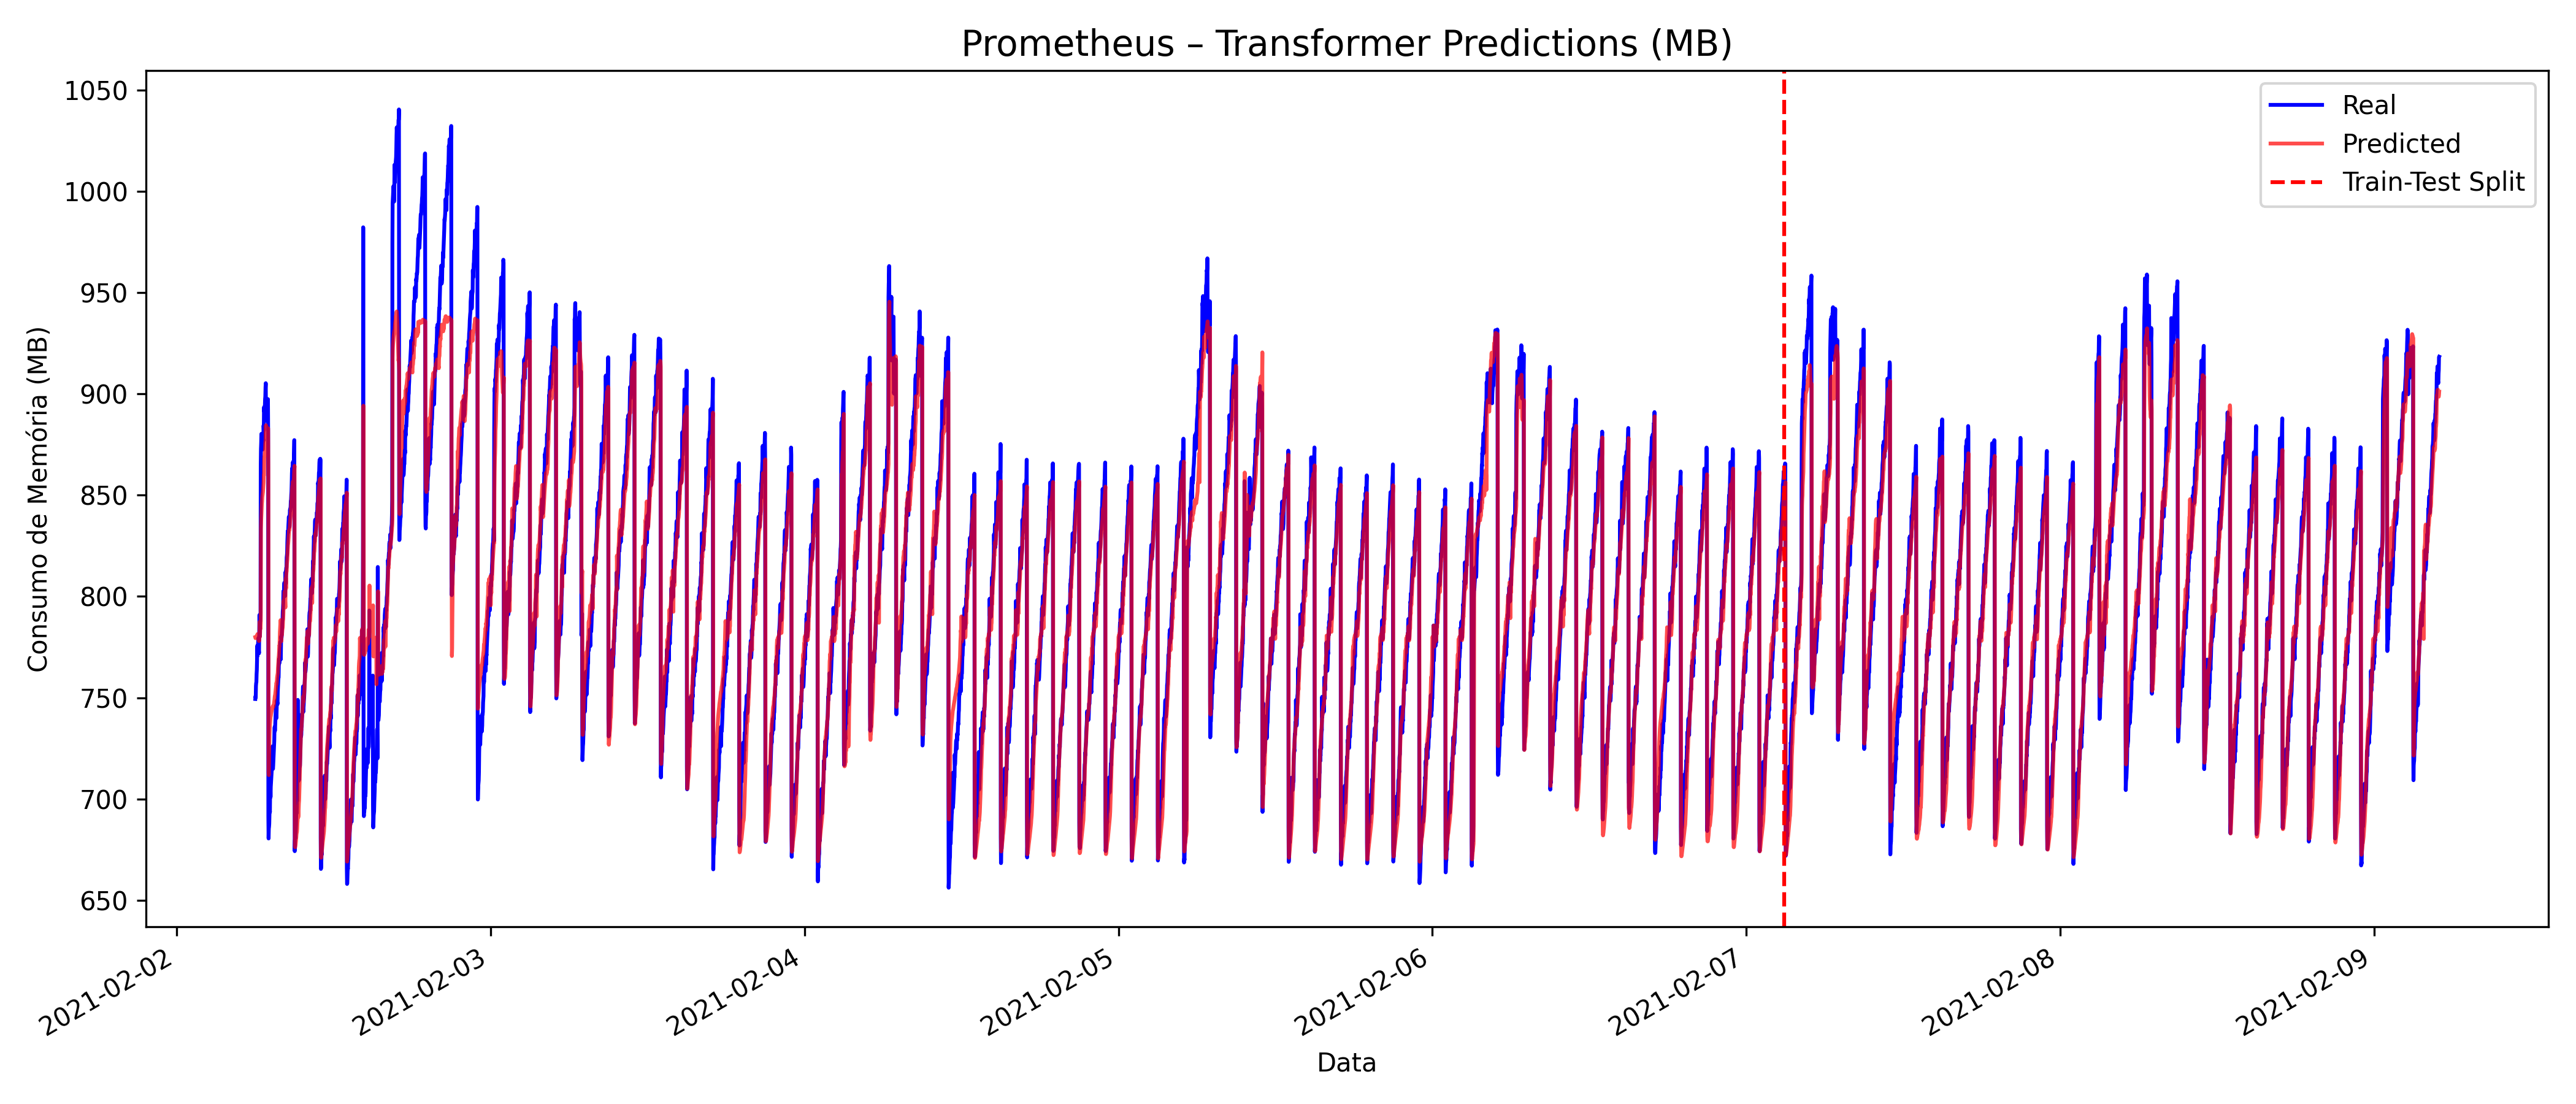 Prometheus – Transformer Predictions (MB)
Consumo de Memória (MB)
1050
1000
950
900
850
800
750
700
650
Real
Predicted
Train-Test Split
2021-02-02
2021-02-03
2021-02-04
2021-02-05
2021-02-06
2021-02-07
2021-02-08
2021-02-09
Data